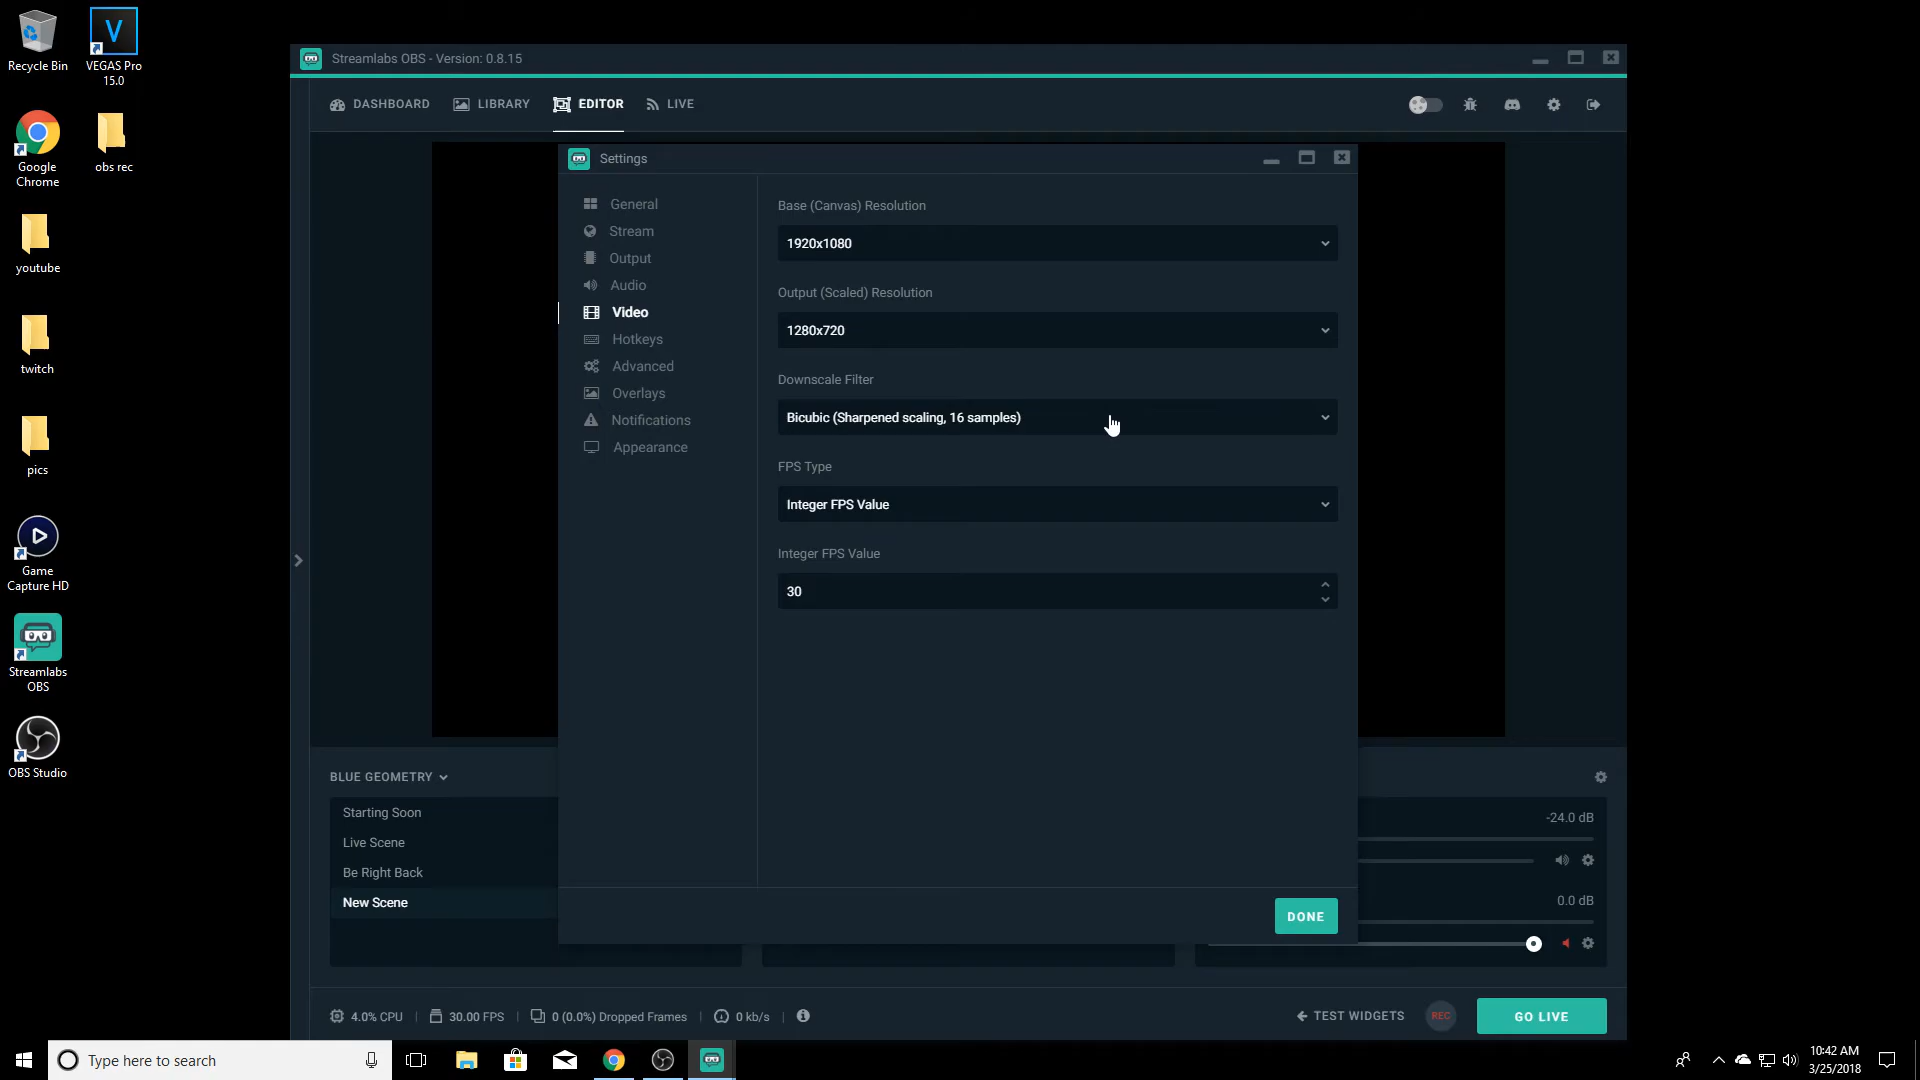 Recycle Bin
VEGAS Pro
15.0
Google
Chrome
obs rec
youtube
twitch
pics
Game
Capture HD
Streamlabs
OBS
OBS Studio
Streamlabs OBS - Version: 0.8.15
DASHBOARD
LIBRARY
EDITOR
LIVE
Settings
General
Stream
Output
Audio
Video
Hotkeys
Advanced
Overlays
Notifications
Appearance
Base (Canvas) Resolution
1920x1080
Output (Scaled) Resolution
1280x720
Downscale Filter
Bicubic (Sharpened scaling, 16 samples)
FPS Type
Integer FPS Value
Integer FPS Value
30
DONE
BLUE GEOMETRY
Starting Soon
Live Scene
Be Right Back
New Scene
-24.0 dB
0.0 dB
4.0% CPU
30.00 FPS
0 (0.0%) Dropped Frames
0 kb/s
TEST WIDGETS
REC
GO LIVE
Type here to search
10:42 AM
3/25/2018